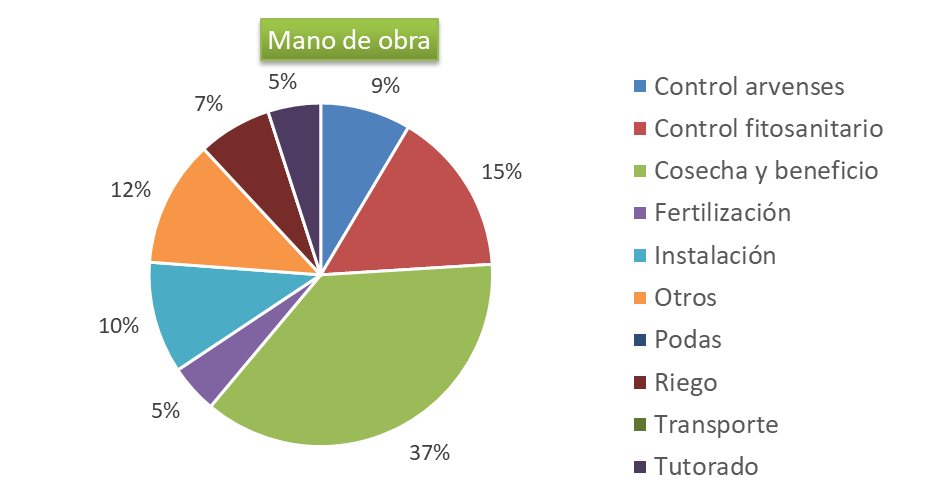 Mano de obra
5%
9%
7%
15%
12%
10%
5%
37%
Control arvenses
Control fitosanitario
Cosecha y beneficio
Fertilización
Instalación
Otros
Podas
Riego
Transporte
Tutorado